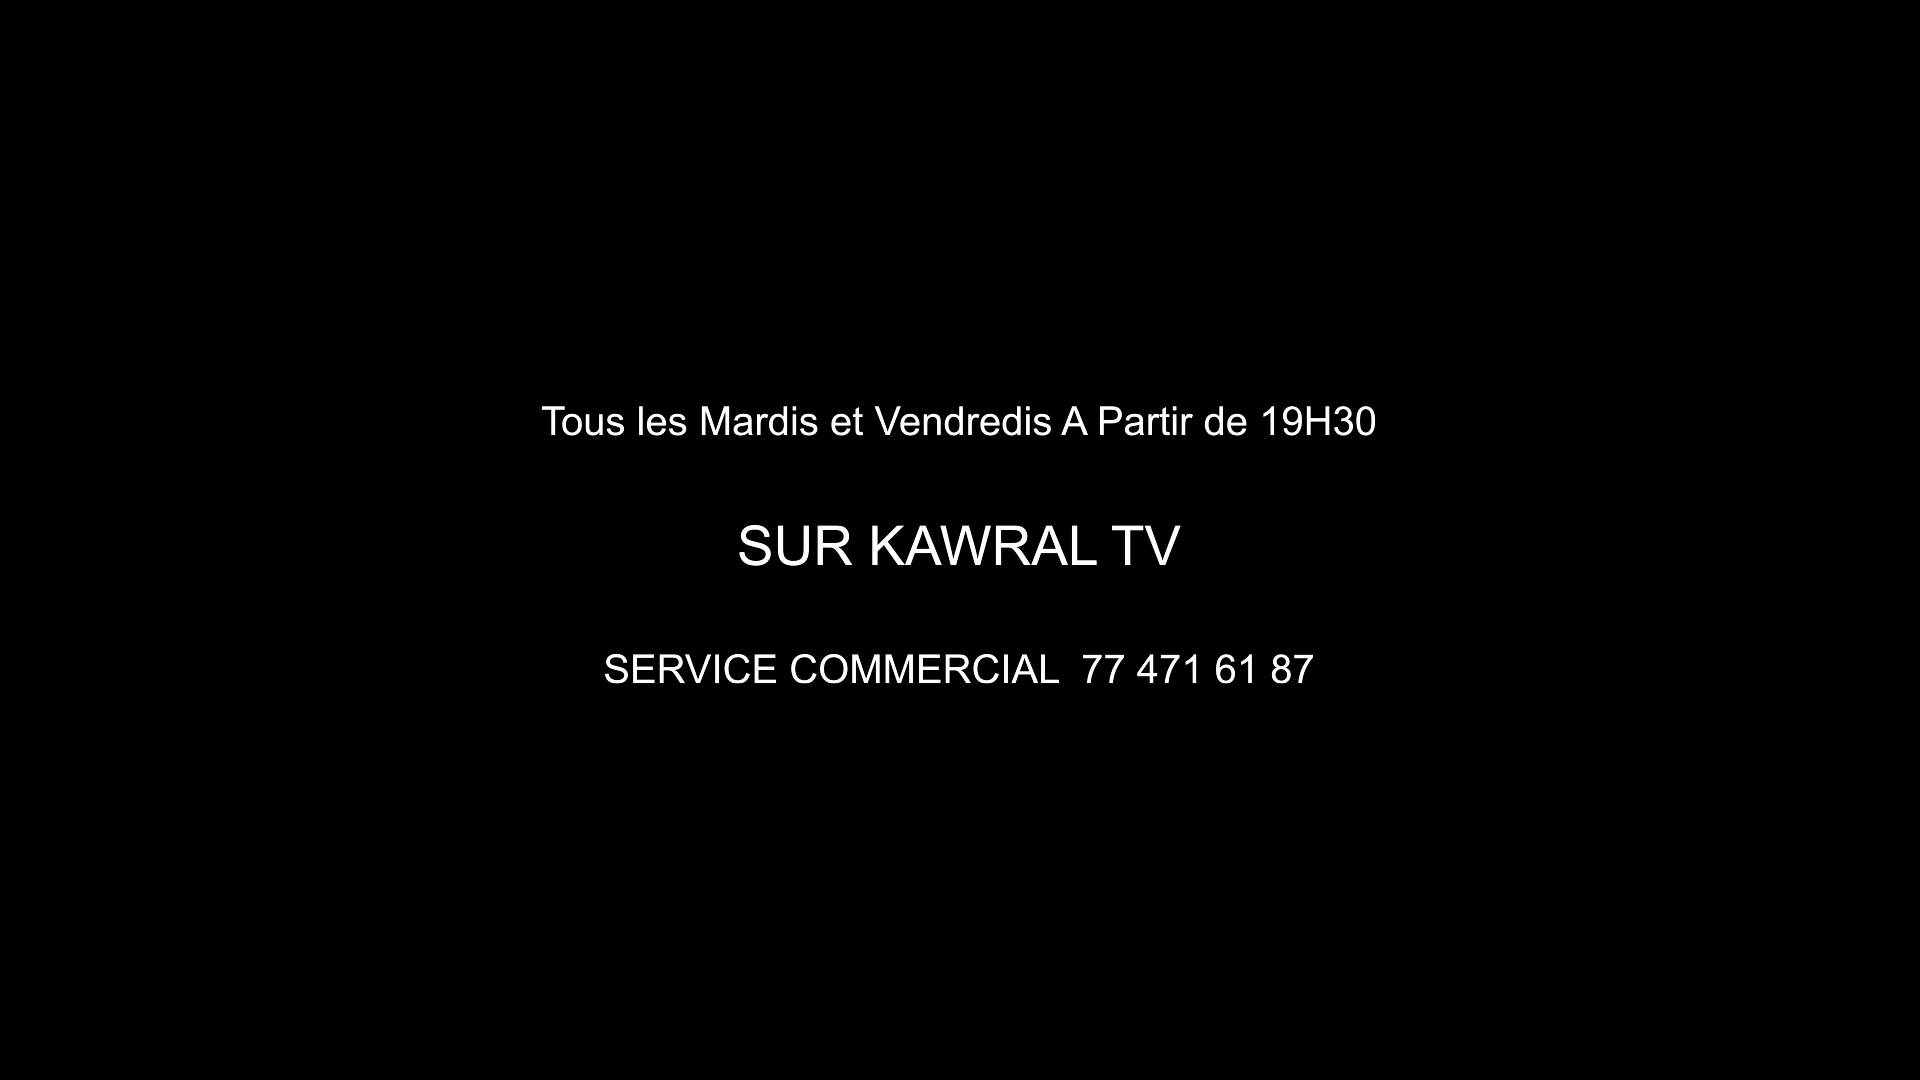 Tous les Mardis et Vendredis A Partir de 19H30
SUR KAWRAL TV
SERVICE COMMERCIAL  77 471 61 87